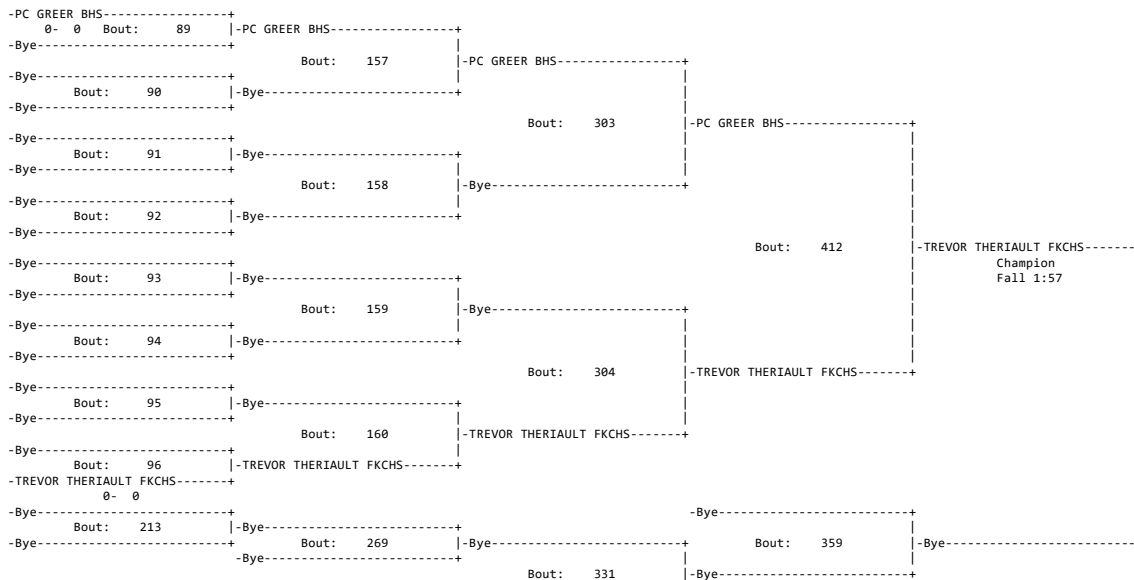 -PC GREER BHS-----------------+
0- 0 Bout: 89 |-PC GREER BHS-----------------+
-Bye--------------------------+ |
Bout: 157 |-PC GREER BHS-----------------+
-Bye--------------------------+ | |
Bout: 90 |-Bye--------------------------+ |
-Bye--------------------------+ |
Bout: 303 |-PC GREER BHS-----------------+
-Bye--------------------------+ | |
Bout: 91 |-Bye--------------------------+ | |
-Bye--------------------------+ | | |
Bout: 158 |-Bye--------------------------+ |
-Bye--------------------------+ | |
Bout: 92 |-Bye--------------------------+ |
-Bye--------------------------+ |
Bout: 412 |-TREVOR THERIAULT FKCHS-------
-Bye--------------------------+ | Champion
Bout: 93 |-Bye--------------------------+ | Fall 1:57
-Bye--------------------------+ | |
Bout: 159 |-Bye--------------------------+ |
-Bye--------------------------+ | | |
Bout: 94 |-Bye--------------------------+ | |
-Bye--------------------------+ | |
Bout: 304 |-TREVOR THERIAULT FKCHS-------+
-Bye--------------------------+ |
Bout: 95 |-Bye--------------------------+ |
-Bye--------------------------+ | |
Bout: 160 |-TREVOR THERIAULT FKCHS-------+
-Bye--------------------------+ |
Bout: 96 |-TREVOR THERIAULT FKCHS-------+
-TREVOR THERIAULT FKCHS-------+
0- 0
-Bye--------------------------+ -Bye--------------------------+
Bout: 213 |-Bye--------------------------+ |
-Bye--------------------------+ Bout: 269 |-Bye--------------------------+ Bout: 359 |-Bye--------------------------
-Bye--------------------------+ | |
Bout: 331 |-Bye--------------------------+